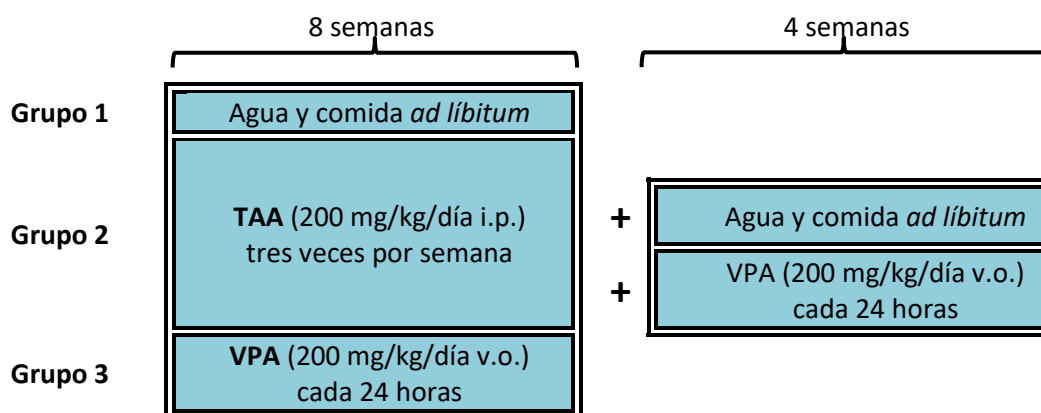 8 semanas
4 semanas
Grupo 1
Agua y comida ad líbitum
Grupo 2
TAA (200 mg/kg/día i.p.)
tres veces por semana
+
Agua y comida ad líbitum
+
VPA (200 mg/kg/día v.o.)
cada 24 horas
Grupo 3
VPA (200 mg/kg/día v.o.)
cada 24 horas